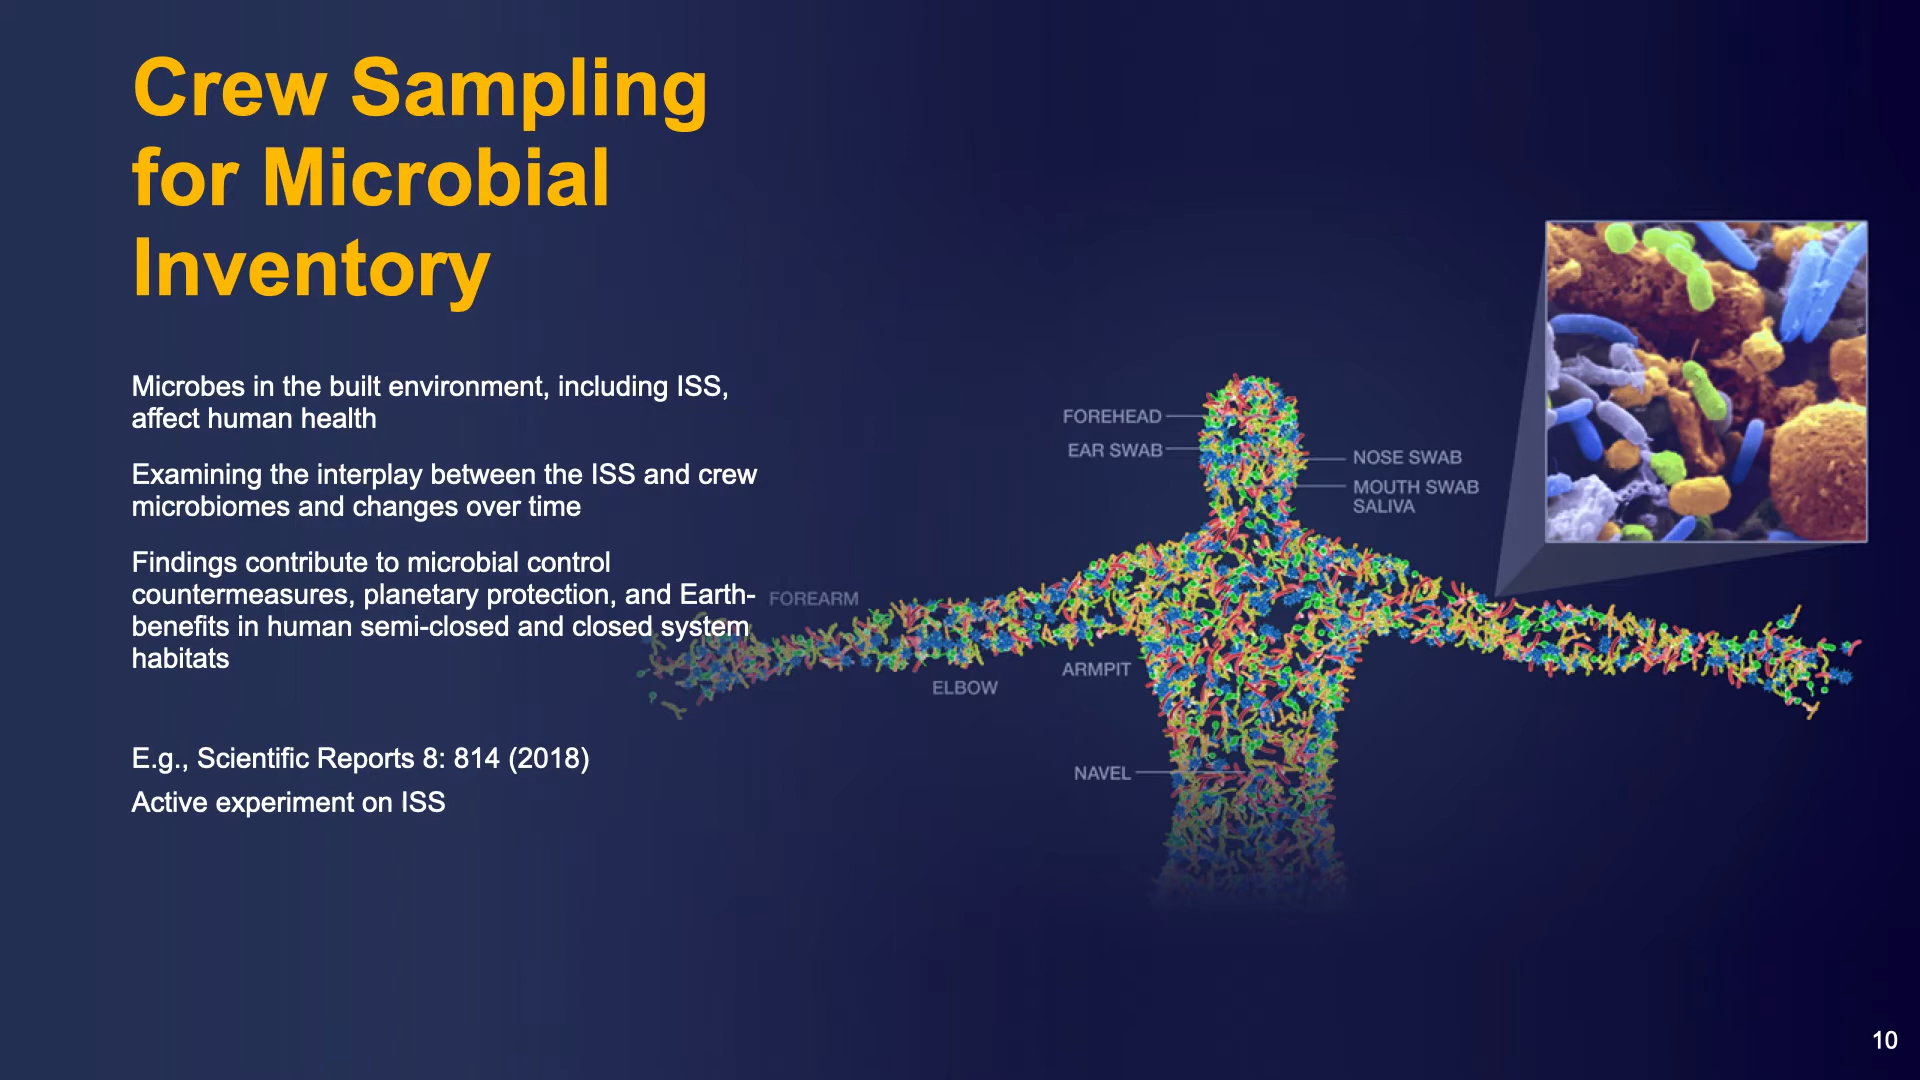 Crew Sampling
for Microbial
Inventory
Microbes in the built environment, including ISS,
affect human health
Examining the interplay between the ISS and crew
microbiomes and changes over time
Findings contribute to microbial control
countermeasures, planetary protection, and Earth-
benefits in human semi-closed and closed system
habitats
E.g., Scientific Reports 8: 814 (2018)
Active experiment on ISS
FOREHEAD
EAR SWAB
NOSE SWAB
MOUTH SWAB
SALIVA
FOREARM
ARMPIT
ELBOW
NAVEL
10